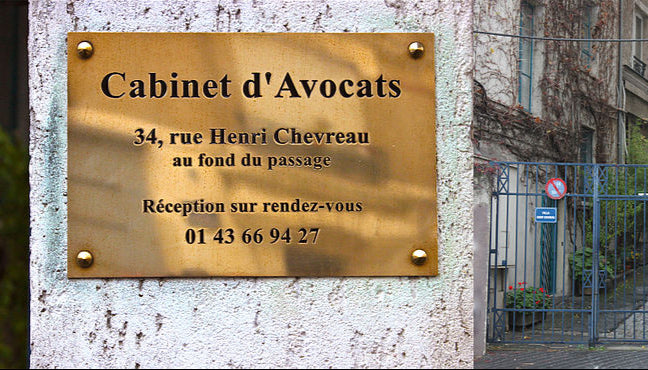 Cabinet d'Avocats
34, rue Henri Chevreau
au fond du passage
Réception sur rendez-vous
01 43 66 94 27
VILLA